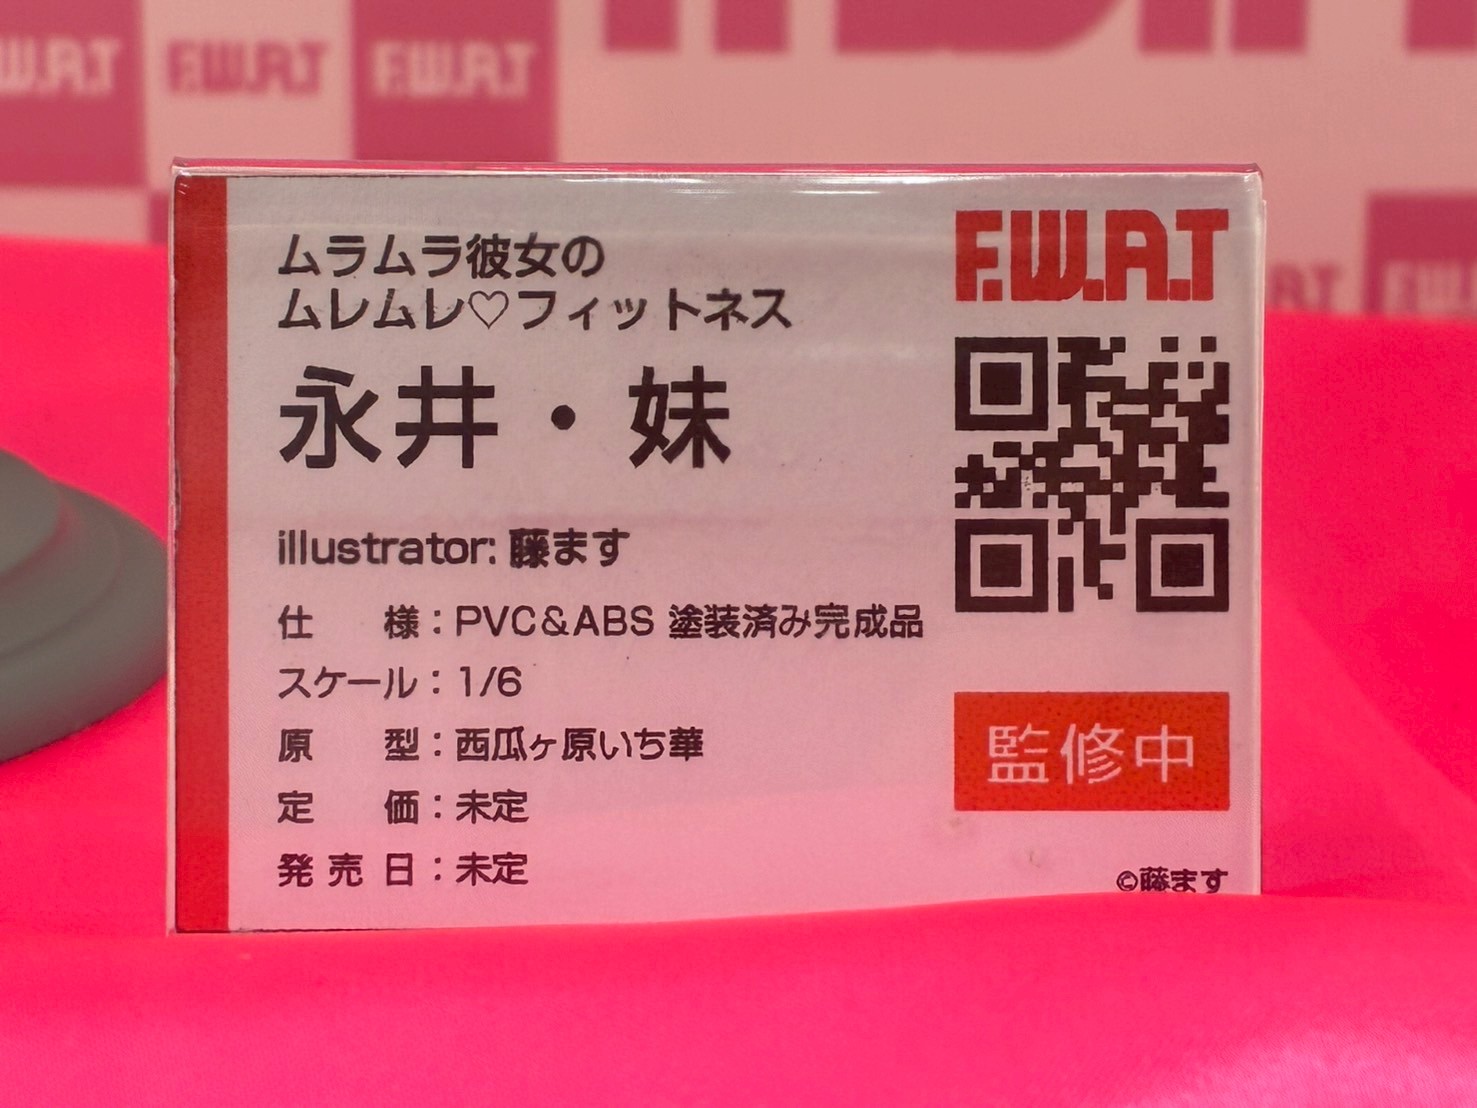 W.A.T
F.W.A.T
F.W.A.T
ムラムラ彼女の
ムレムレ♡フィットネス
永井・妹
illustrator: 藤ます
仕様：PVC&ABS 塗装済み完成品
スケール：1/6
原型：西瓜ヶ原いち華
定価：未定
発売日：未定
F.W.A.T
監修中
©藤ます